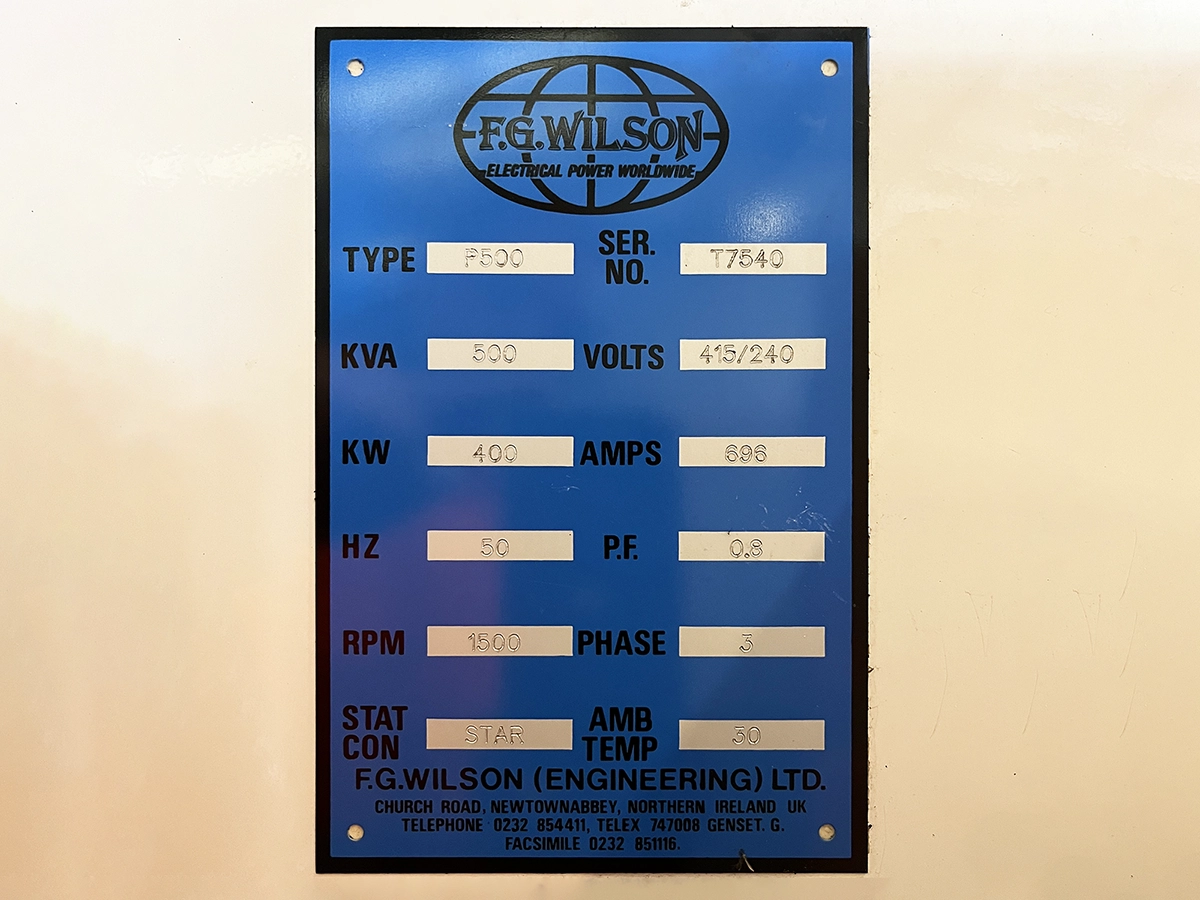 F.G.WILSON
ELECTRICAL POWER WORLDWIDE
TYPE P500 SER. NO. T7540
KVA 500 VOLTS 415/240
KW 400 AMPS 696
HZ 50 P.F. 0.8
RPM 1500 PHASE 3
STAT CON STAR AMB TEMP 30
F.G.WILSON (ENGINEERING) LTD.
CHURCH ROAD, NEWTOWNABBEY, NORTHERN IRELAND UK
TELEPHONE 0232 854411, TELEX 747008 GENSET. G.
FACSIMILE 0232 851116.